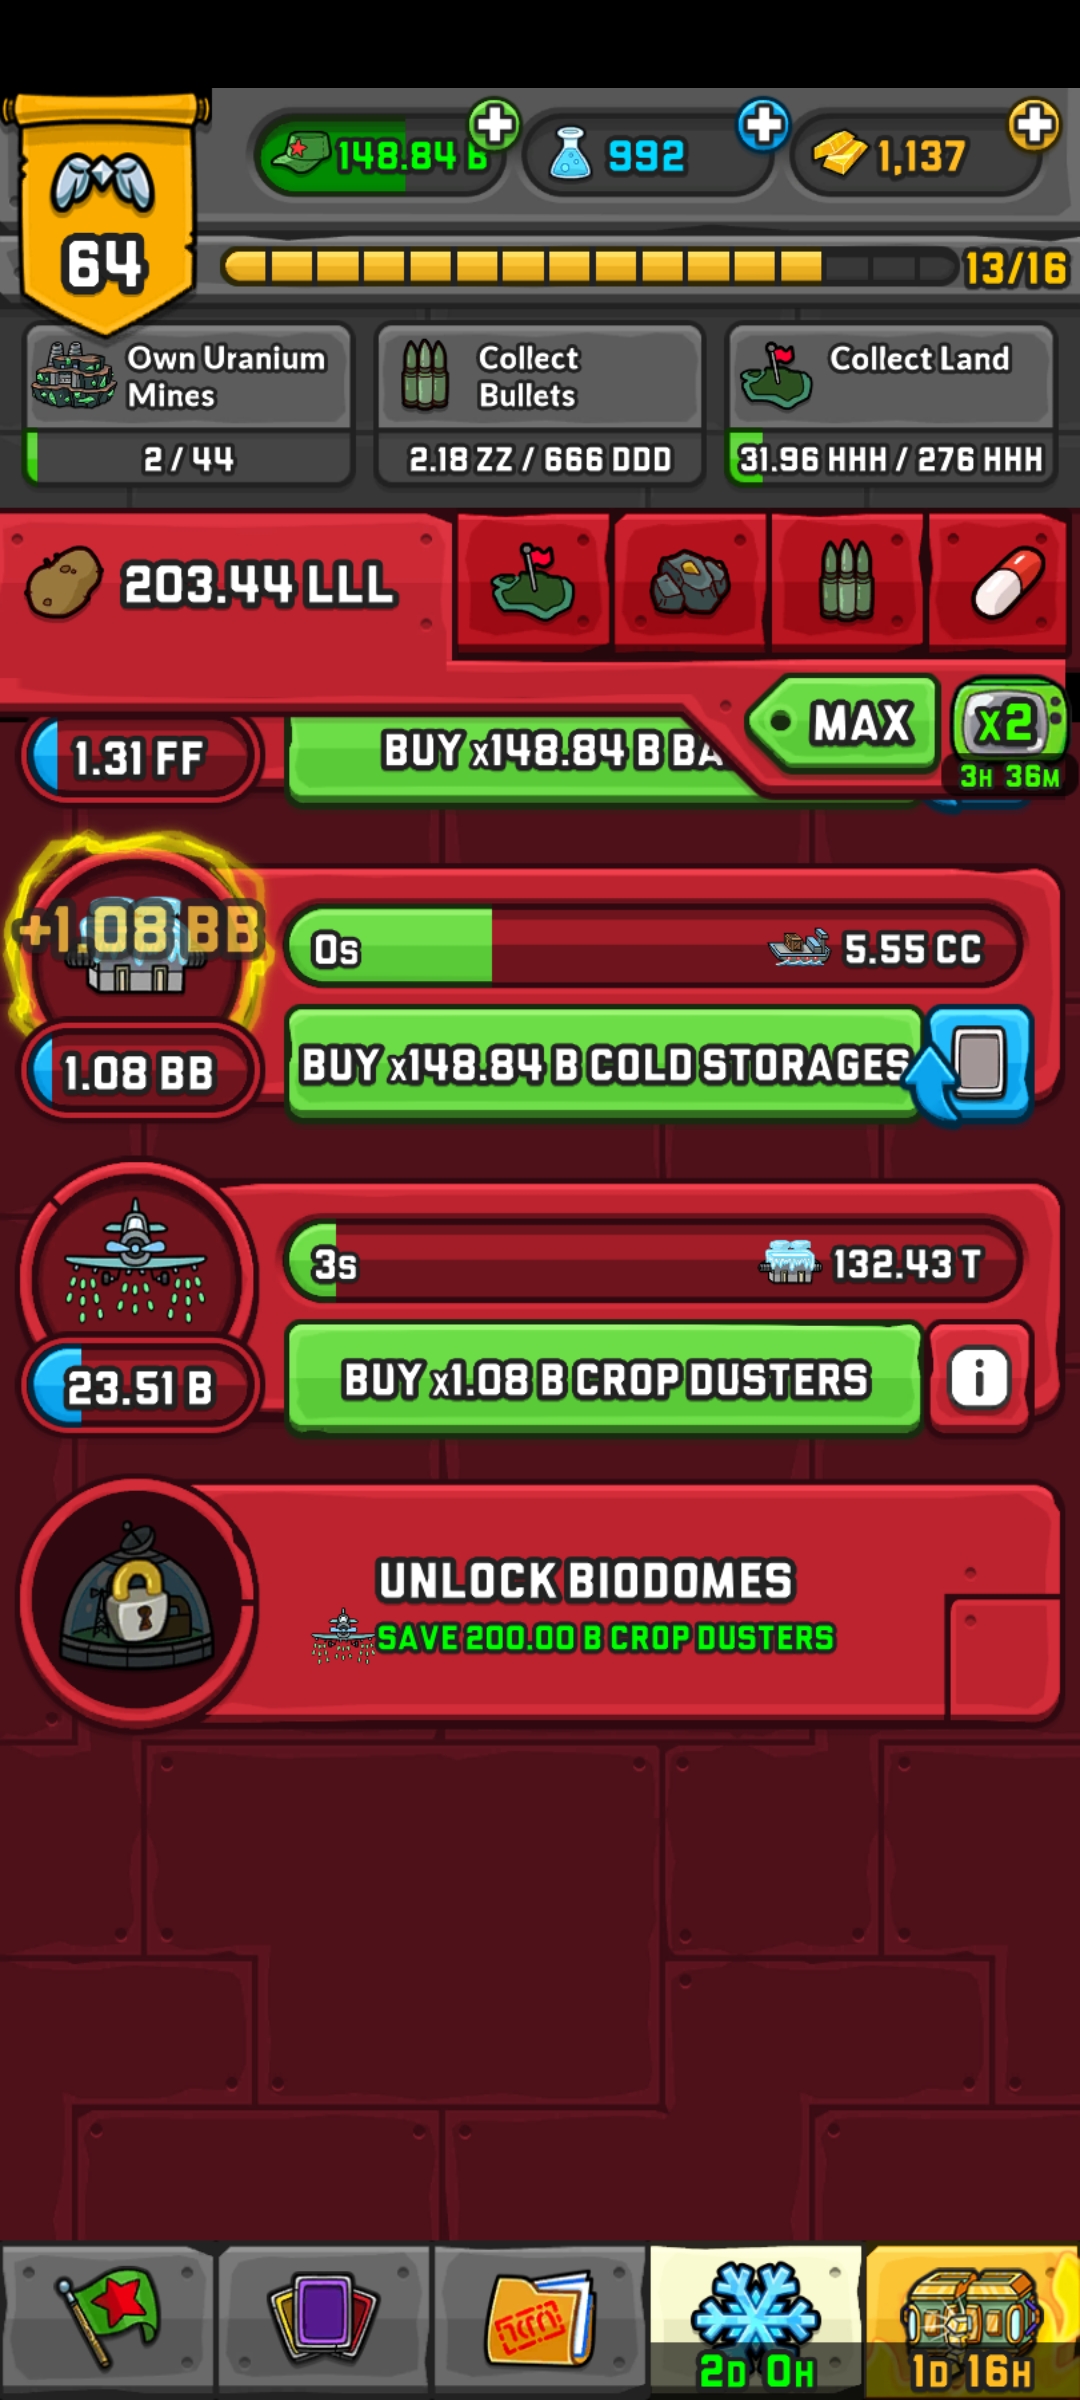 148.84 B
992
1,137
64
13/16
Own Uranium
Mines
Collect
Bullets
Collect Land
2 / 44
2.18 ZZ / 666 DDD
31.96 HHH / 276 HHH
203.44 LLL
MAX
x2
3H 36M
1.31 FF
BUY x148.84 B BA
+1.08 BB
0s
5.55 CC
1.08 BB
BUY x148.84 B COLD STORAGES
3s
132.43 T
23.51 B
BUY x1.08 B CROP DUSTERS
i
UNLOCK BIODOMES
SAVE 200.00 B CROP DUSTERS
2D 0H
1D 16H